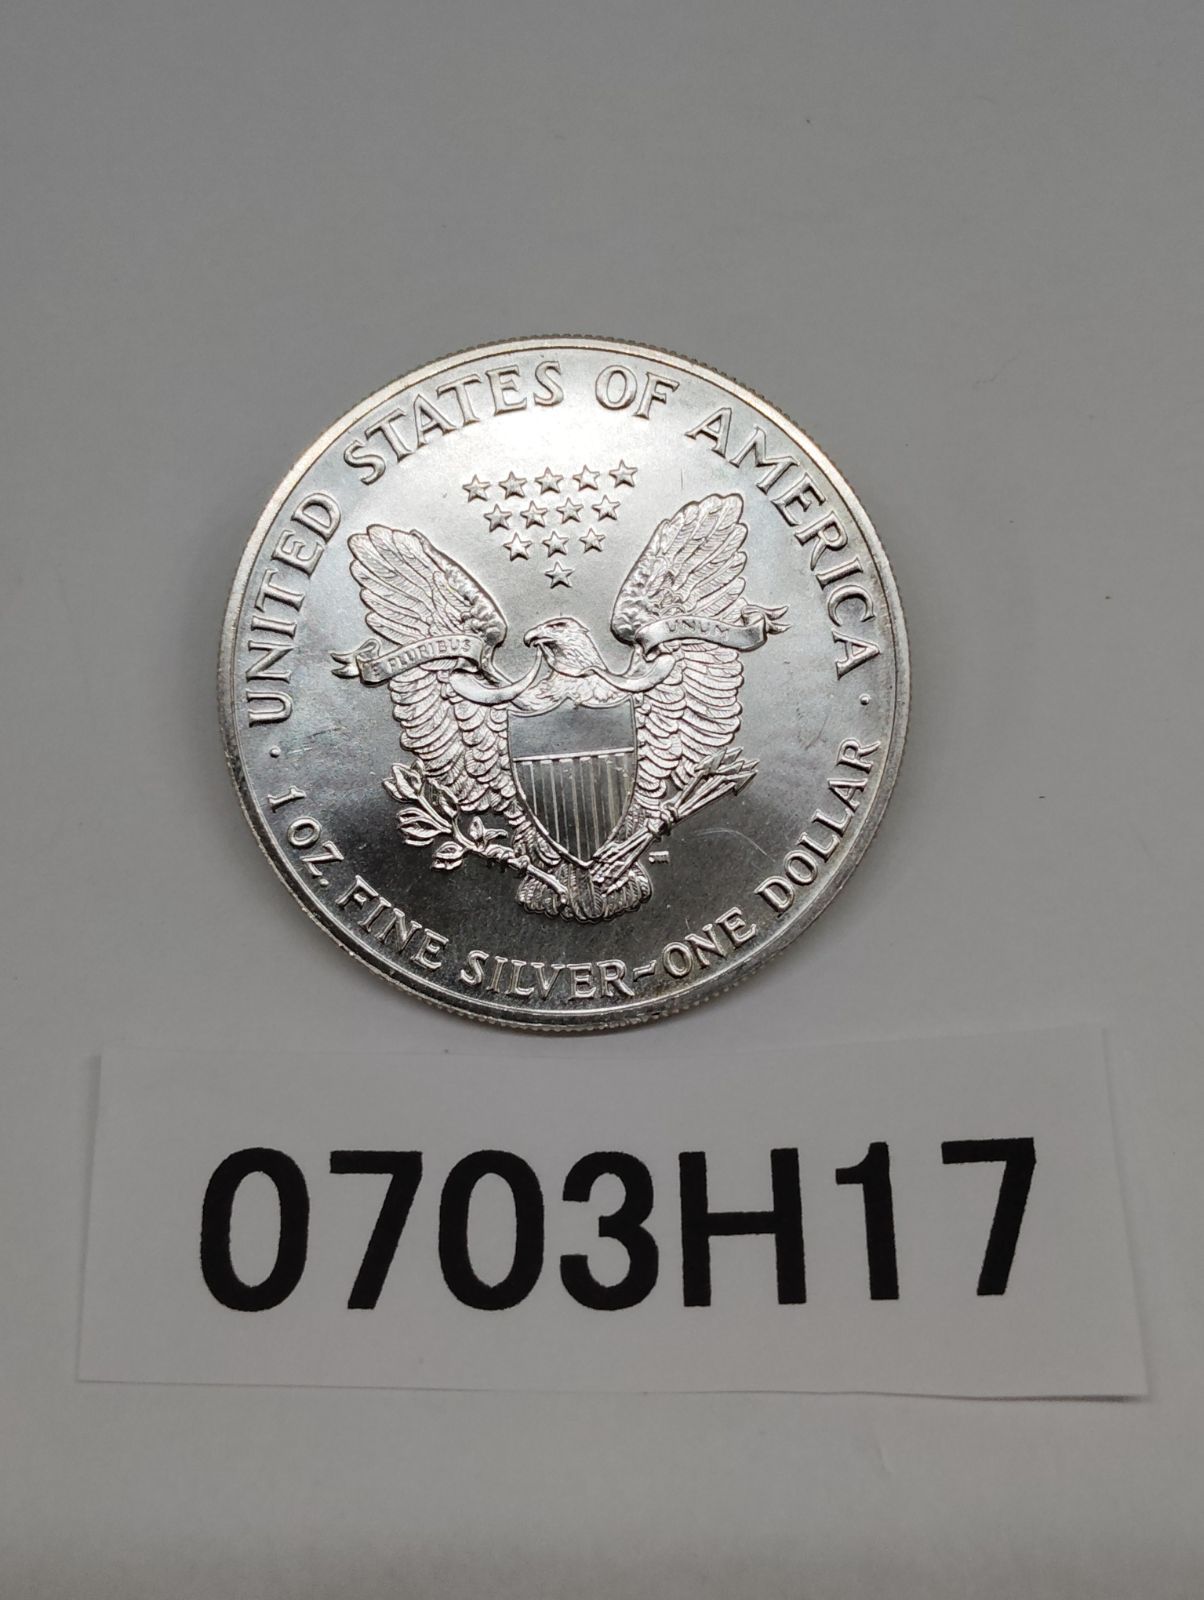 UNITED STATES OF AMERICA
E PLURIBUS UNUM
· 1 OZ. FINE SILVER~ONE DOLLAR ·
0703H17